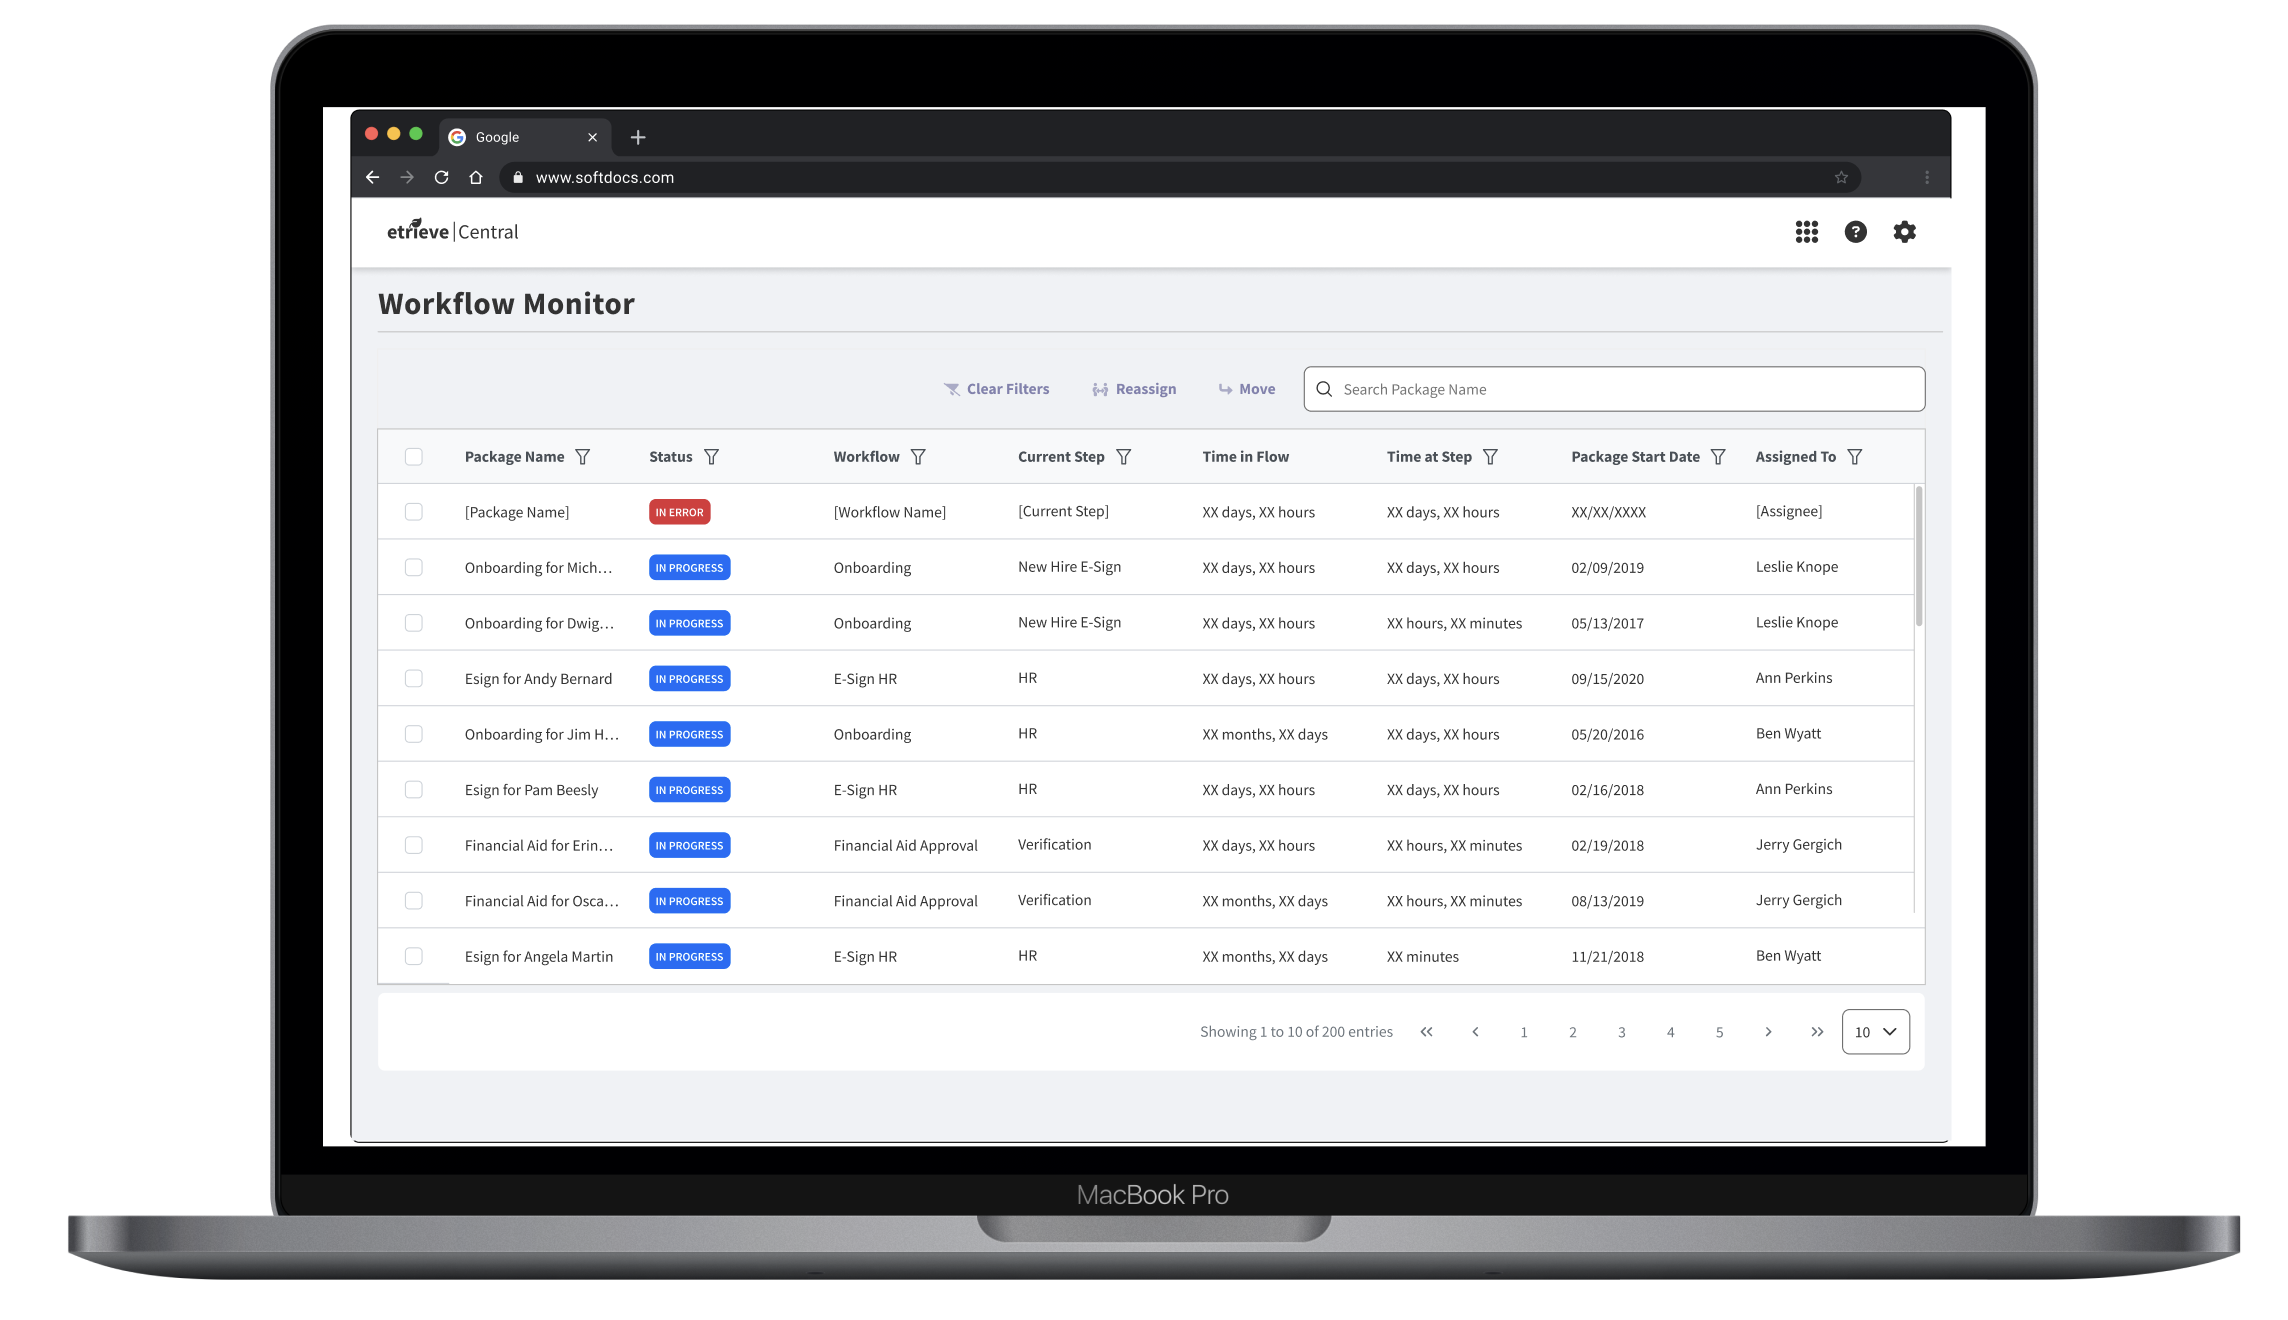 Google
www.softdocs.com
etrieve|Central
Workflow Monitor
Clear Filters Reassign Move Search Package Name
Package Name Status Workflow Current Step Time in Flow Time at Step Package Start Date Assigned To
[Package Name] IN ERROR [Workflow Name] [Current Step] XX days, XX hours XX days, XX hours XX/XX/XXXX [Assignee]
Onboarding for Mich... IN PROGRESS Onboarding New Hire E-Sign XX days, XX hours XX days, XX hours 02/09/2019 Leslie Knope
Onboarding for Dwig... IN PROGRESS Onboarding New Hire E-Sign XX days, XX hours XX hours, XX minutes 05/13/2017 Leslie Knope
Esign for Andy Bernard IN PROGRESS E-Sign HR HR XX days, XX hours XX days, XX hours 09/15/2020 Ann Perkins
Onboarding for Jim H... IN PROGRESS Onboarding HR XX months, XX days XX days, XX hours 05/20/2016 Ben Wyatt
Esign for Pam Beesly IN PROGRESS E-Sign HR HR XX days, XX hours XX days, XX hours 02/16/2018 Ann Perkins
Financial Aid for Erin... IN PROGRESS Financial Aid Approval Verification XX days, XX hours XX hours, XX minutes 02/19/2018 Jerry Gergich
Financial Aid for Osca... IN PROGRESS Financial Aid Approval Verification XX months, XX days XX hours, XX minutes 08/13/2019 Jerry Gergich
Esign for Angela Martin IN PROGRESS E-Sign HR HR XX months, XX days XX minutes 11/21/2018 Ben Wyatt
Showing 1 to 10 of 200 entries « ‹ 1 2 3 4 5 › » 10
MacBook Pro